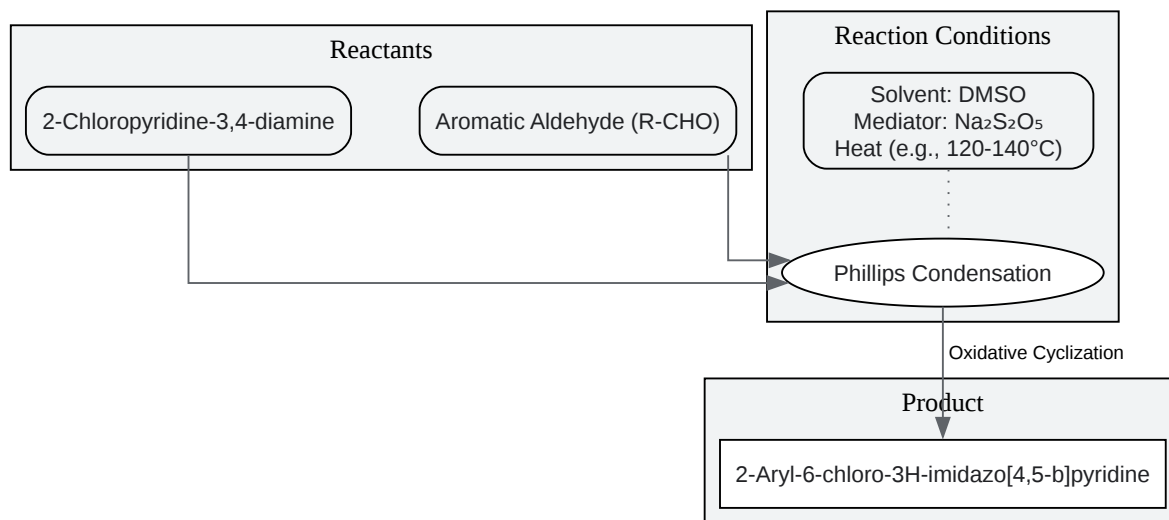 Reactants
2-Chloropyridine-3,4-diamine
Aromatic Aldehyde (R-CHO)
Reaction Conditions
Solvent: DMSO
Mediator: Na₂S₂O₅
Heat (e.g., 120-140°C)
Phillips Condensation
Oxidative Cyclization
Product
2-Aryl-6-chloro-3H-imidazo[4,5-b]pyridine